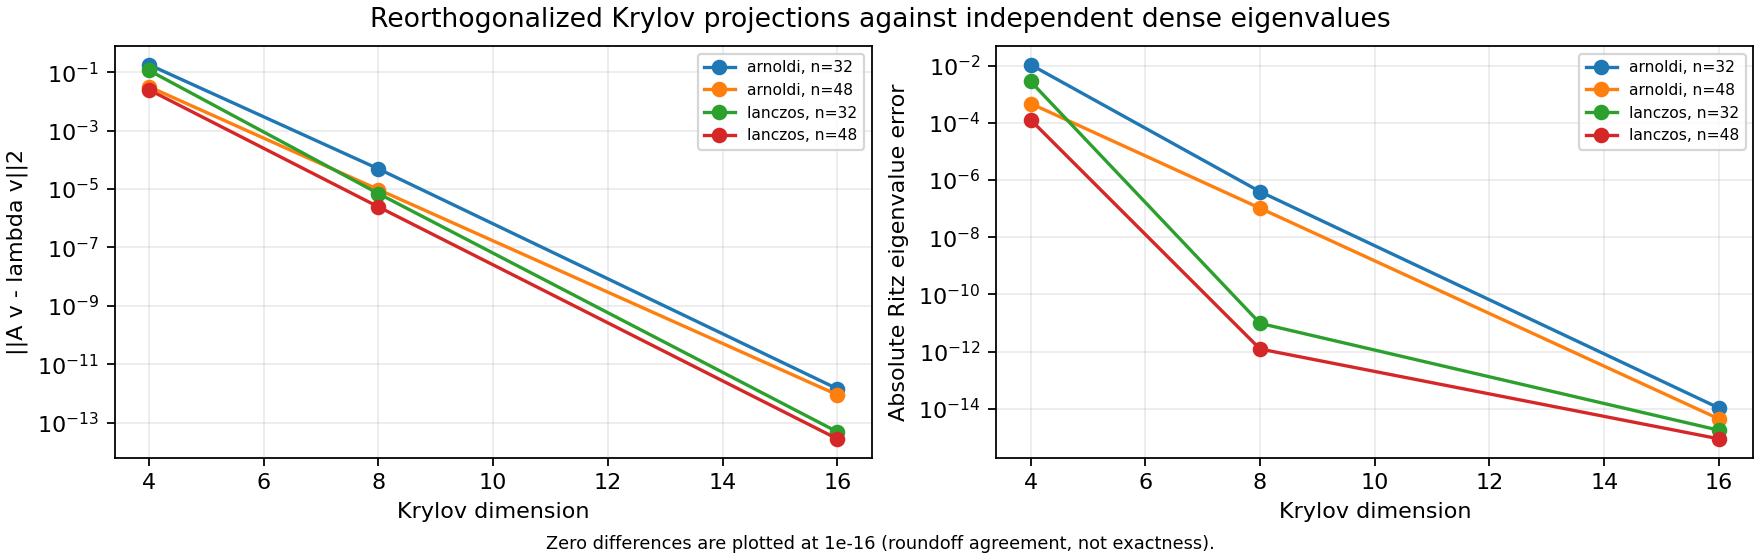 Reorthogonalized Krylov projections against independent dense eigenvalues
||A v - lambda v||2
10⁻¹
10⁻³
10⁻⁵
10⁻⁷
10⁻⁹
10⁻¹¹
10⁻¹³
arnoldi, n=32
arnoldi, n=48
lanczos, n=32
lanczos, n=48
4 6 8 10 12 14 16
Krylov dimension
Absolute Ritz eigenvalue error
10⁻²
10⁻⁴
10⁻⁶
10⁻⁸
10⁻¹⁰
10⁻¹²
10⁻¹⁴
arnoldi, n=32
arnoldi, n=48
lanczos, n=32
lanczos, n=48
4 6 8 10 12 14 16
Krylov dimension
Zero differences are plotted at 1e-16 (roundoff agreement, not exactness).